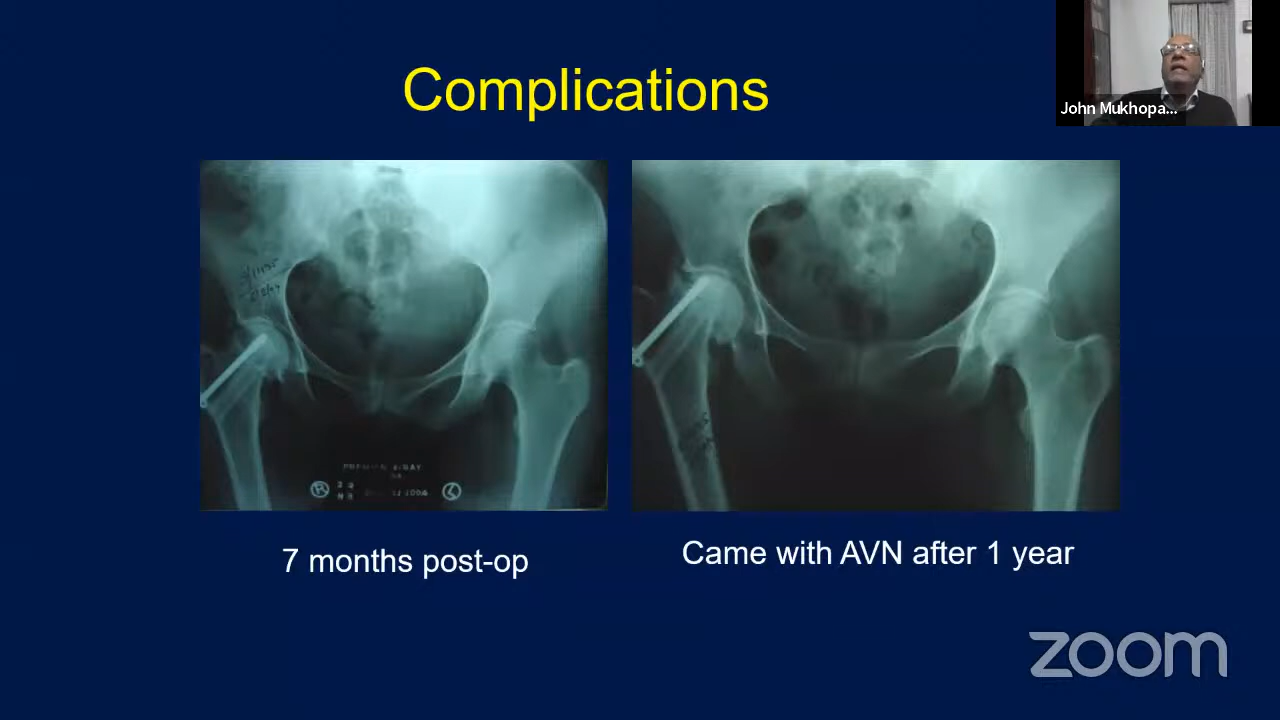 Complications
John Mukhopa...
7 months post-op
Came with AVN after 1 year
R
L
zoom